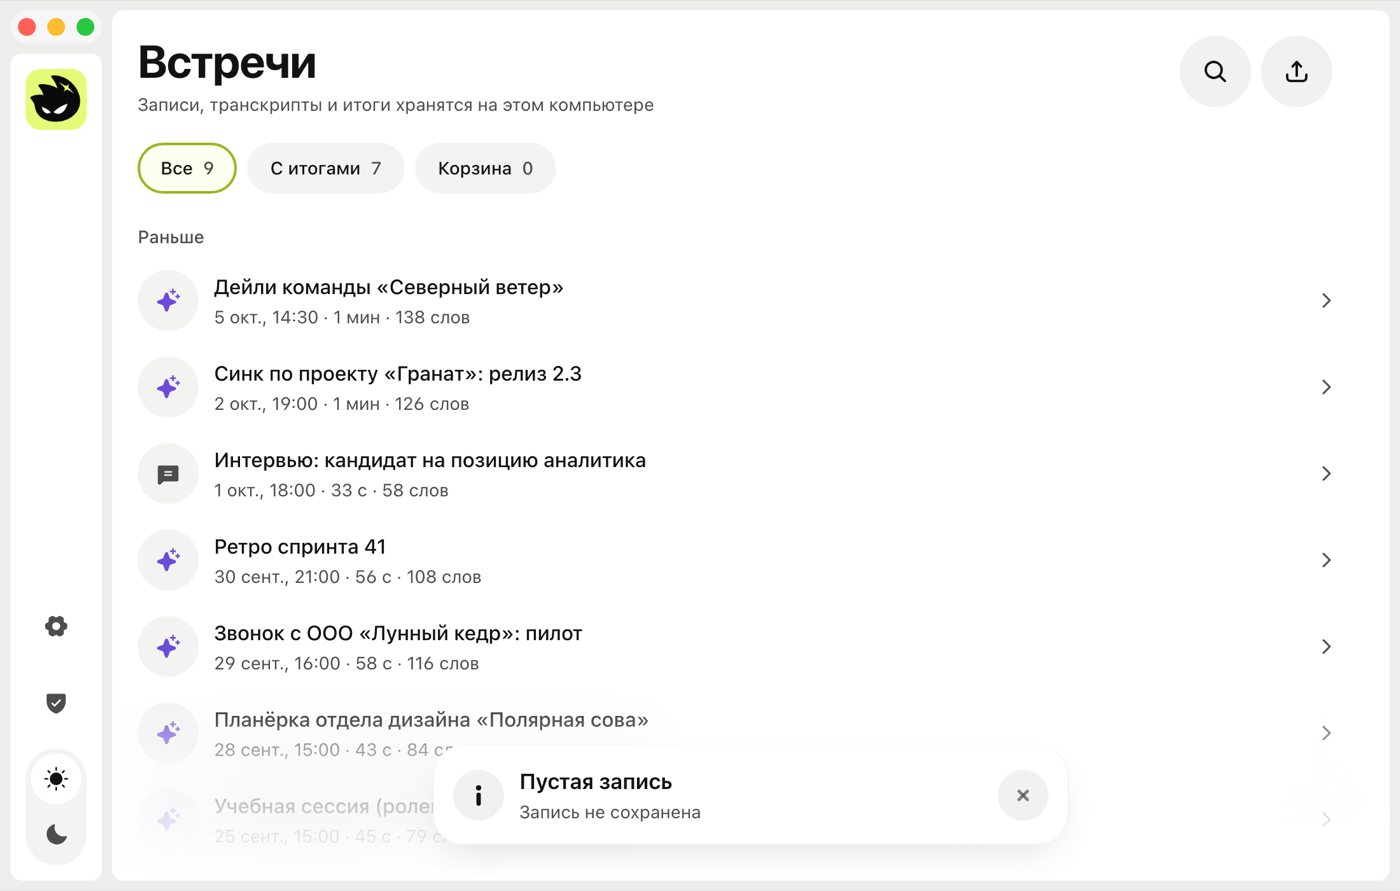 Встречи
Записи, транскрипты и итоги хранятся на этом компьютере
Все 9
С итогами 7
Корзина 0
Раньше
Дейли команды «Северный ветер»
5 окт., 14:30 · 1 мин · 138 слов
Синк по проекту «Гранат»: релиз 2.3
2 окт., 19:00 · 1 мин · 126 слов
Интервью: кандидат на позицию аналитика
1 окт., 18:00 · 33 с · 58 слов
Ретро спринта 41
30 сент., 21:00 · 56 с · 108 слов
Звонок с ООО «Лунный кедр»: пилот
29 сент., 16:00 · 58 с · 116 слов
Планёрка отдела дизайна «Полярная сова»
28 сент., 15:00 · 43 с · 84
Учебная сессия
25 сент., 15:00 · 45 с · 79
Пустая запись
Запись не сохранена